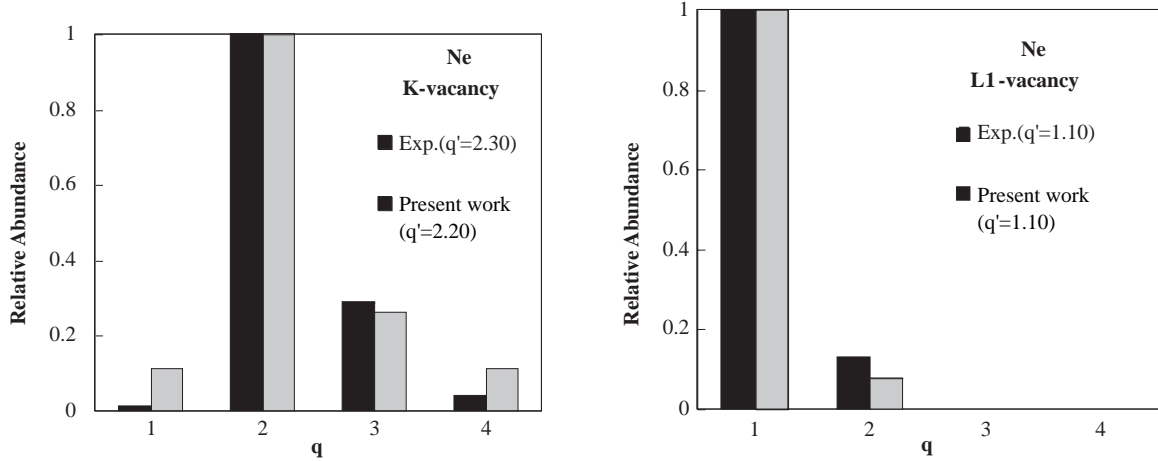 1
0.8
0.6
0.4
0.2
0
Relative Abundance
Ne
K-vacancy
Exp.(q'=2.30)
Present work
(q'=2.20)
1 2 3 4
q
1
0.8
0.6
0.4
0.2
0
Relative Abundance
Ne
L1-vacancy
Exp.(q'=1.10)
Present work
(q'=1.10)
1 2 3 4
q